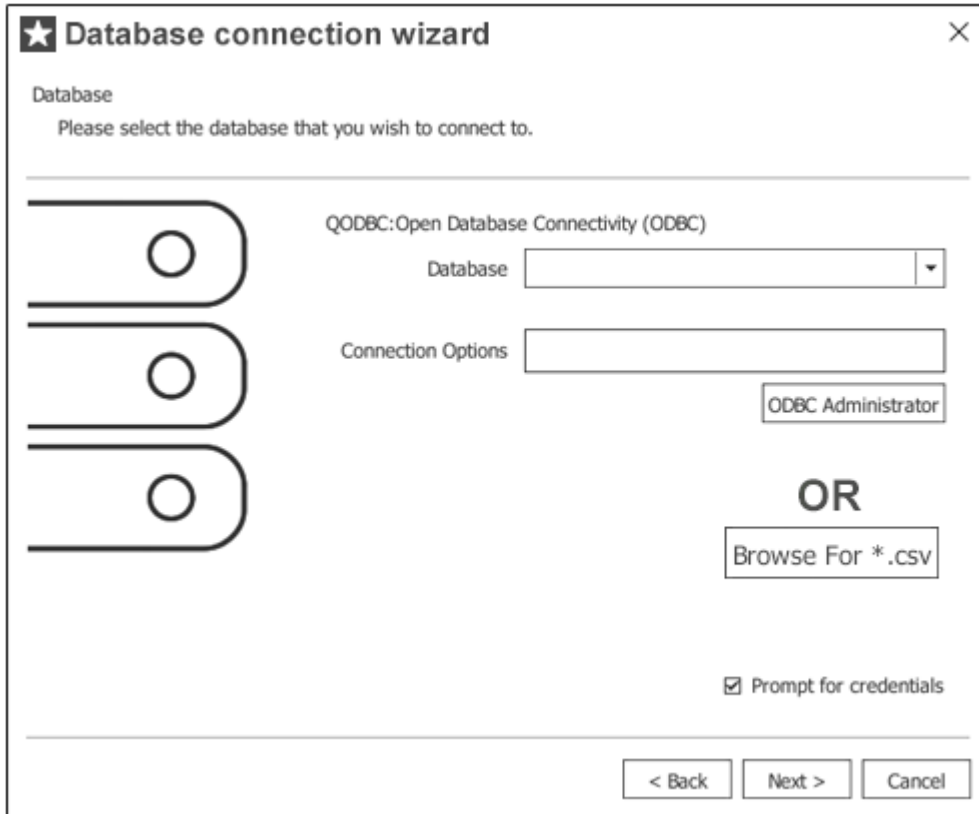 Database connection wizard
Database
Please select the database that you wish to connect to.
QODBC:Open Database Connectivity (ODBC)
Database
Connection Options
ODBC Administrator
OR
Browse For *.csv
Prompt for credentials
< Back Next > Cancel